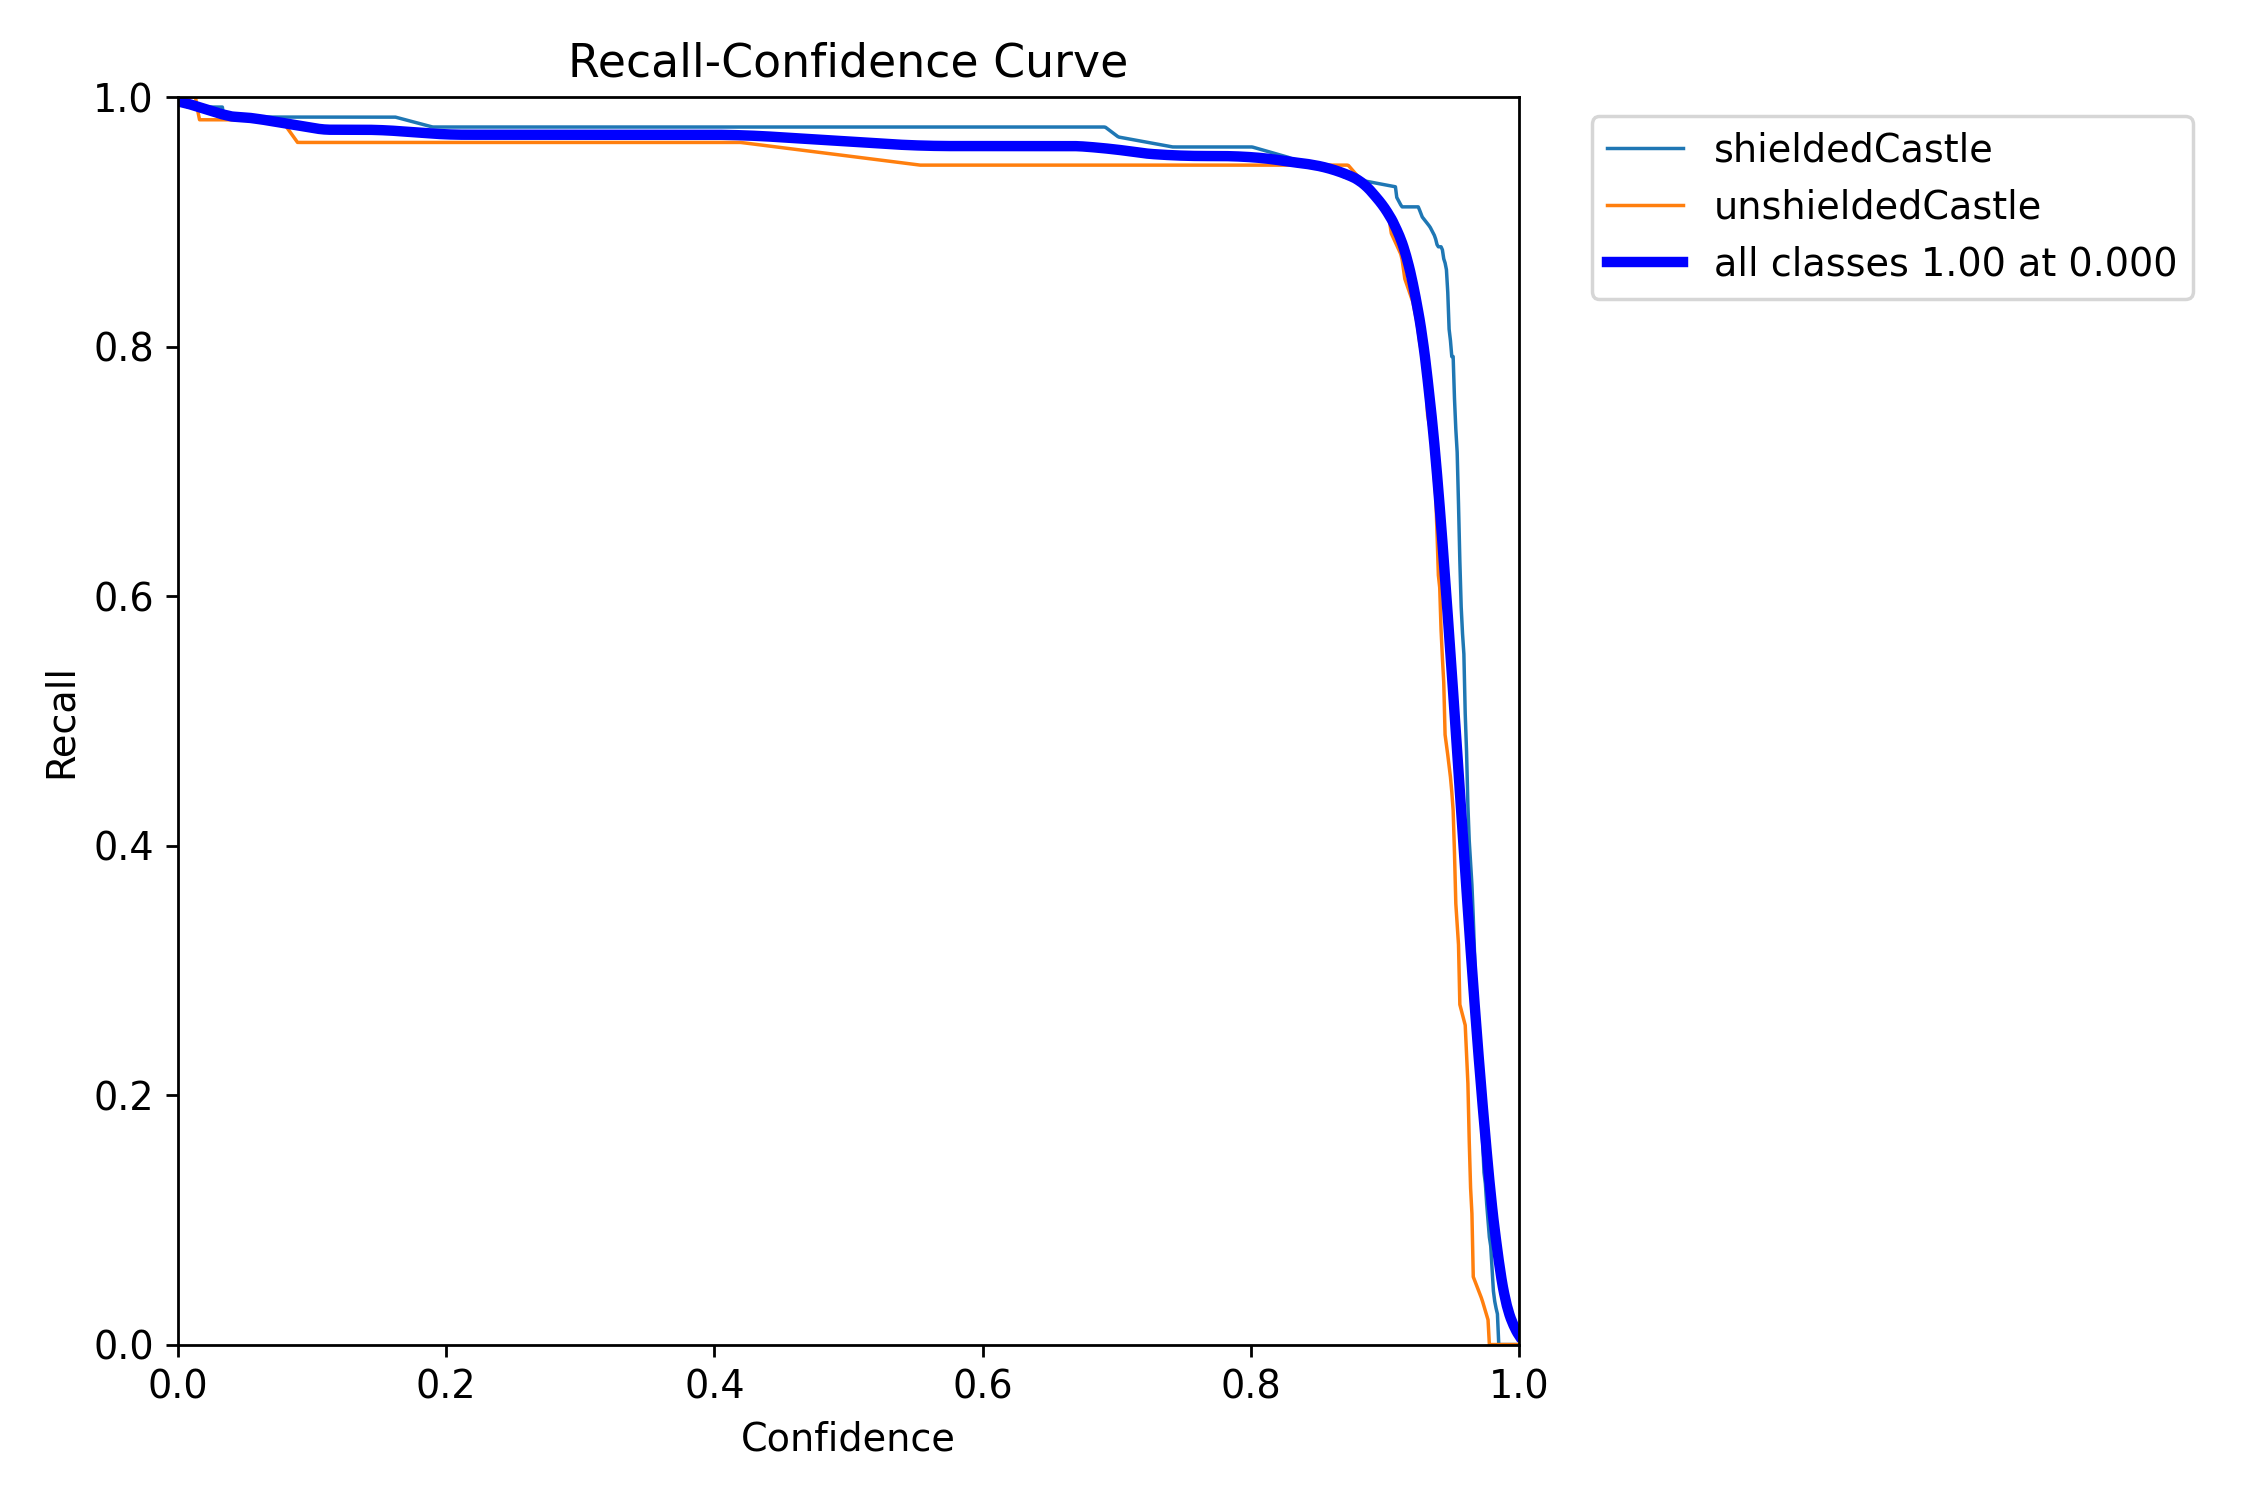 Recall-Confidence Curve
1.0
0.8
0.6
0.4
0.2
0.0
Recall
0.0 0.2 0.4 0.6 0.8 1.0
Confidence
shieldedCastle
unshieldedCastle
all classes 1.00 at 0.000